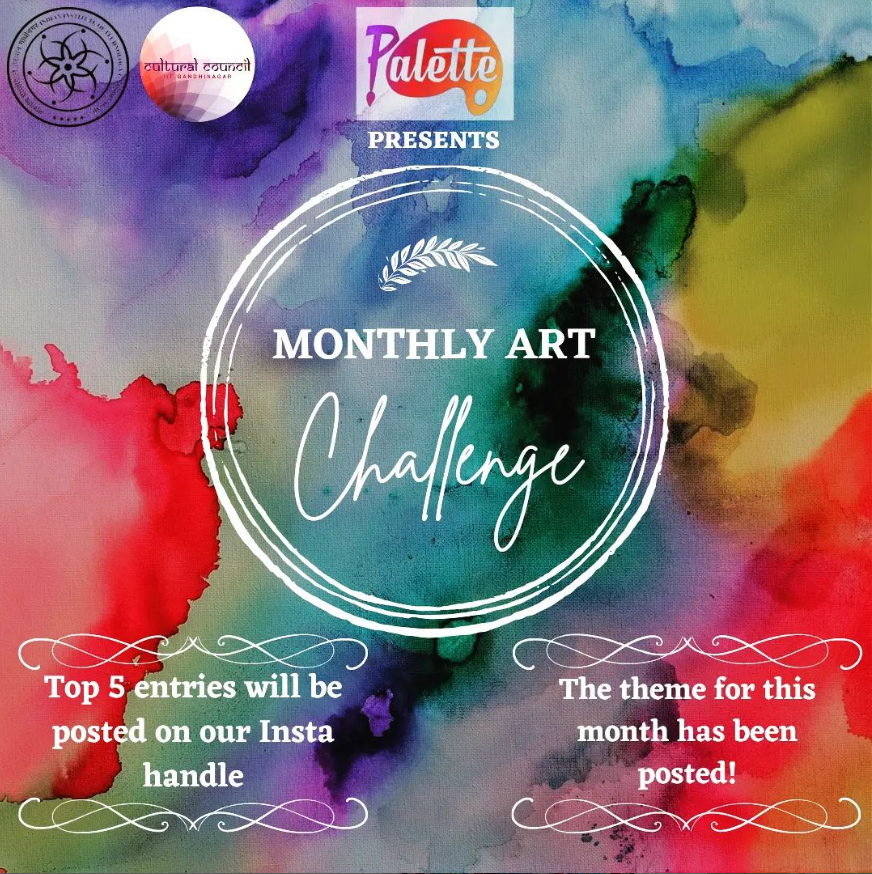 cultural council
IIT GANDHINAGAR
Palette
PRESENTS
MONTHLY ART
Challenge
Top 5 entries will be
posted on our Insta
handle
The theme for this
month has been
posted!